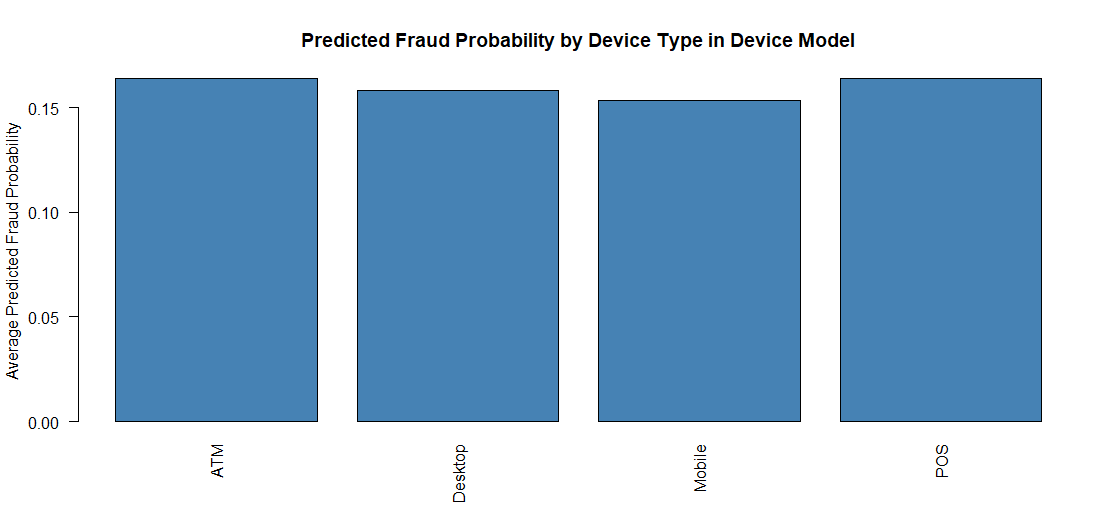 Predicted Fraud Probability by Device Type in Device Model
Average Predicted Fraud Probability
0.15
0.10
0.05
0.00
ATM
Desktop
Mobile
POS